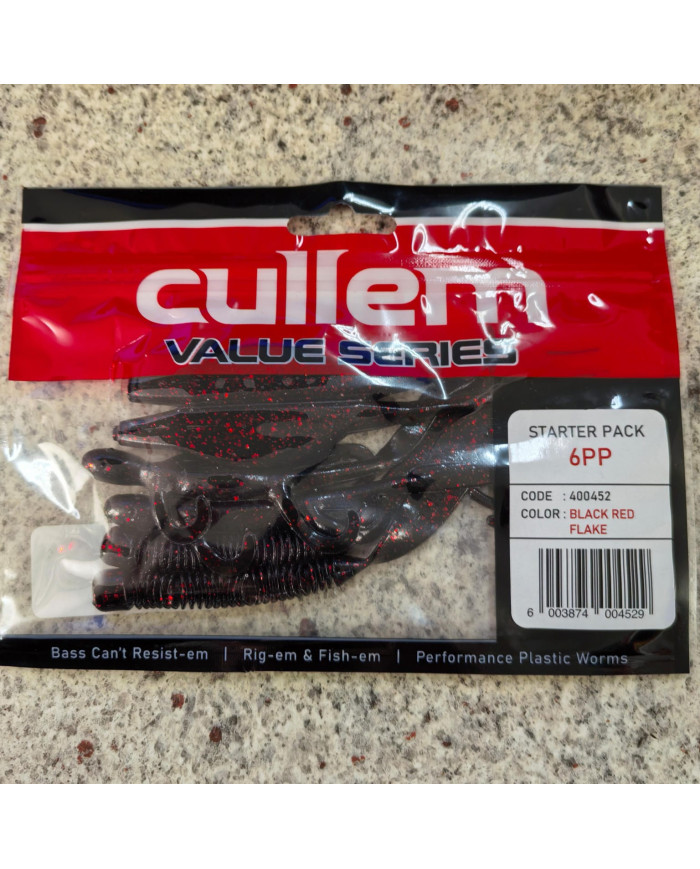 cullem
VALUE SERIES
STARTER PACK
6PP
CODE : 400452
COLOR : BLACK RED
FLAKE
6 003874 004529
Bass Can't Resist-em | Rig-em & Fish-em | Performance Plastic Worms